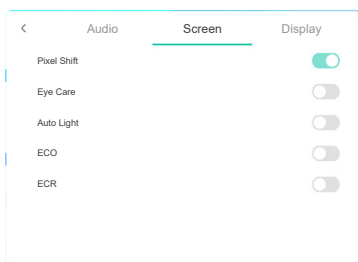 Audio Screen Display
Pixel Shift
Eye Care
Auto Light
ECO
ECR